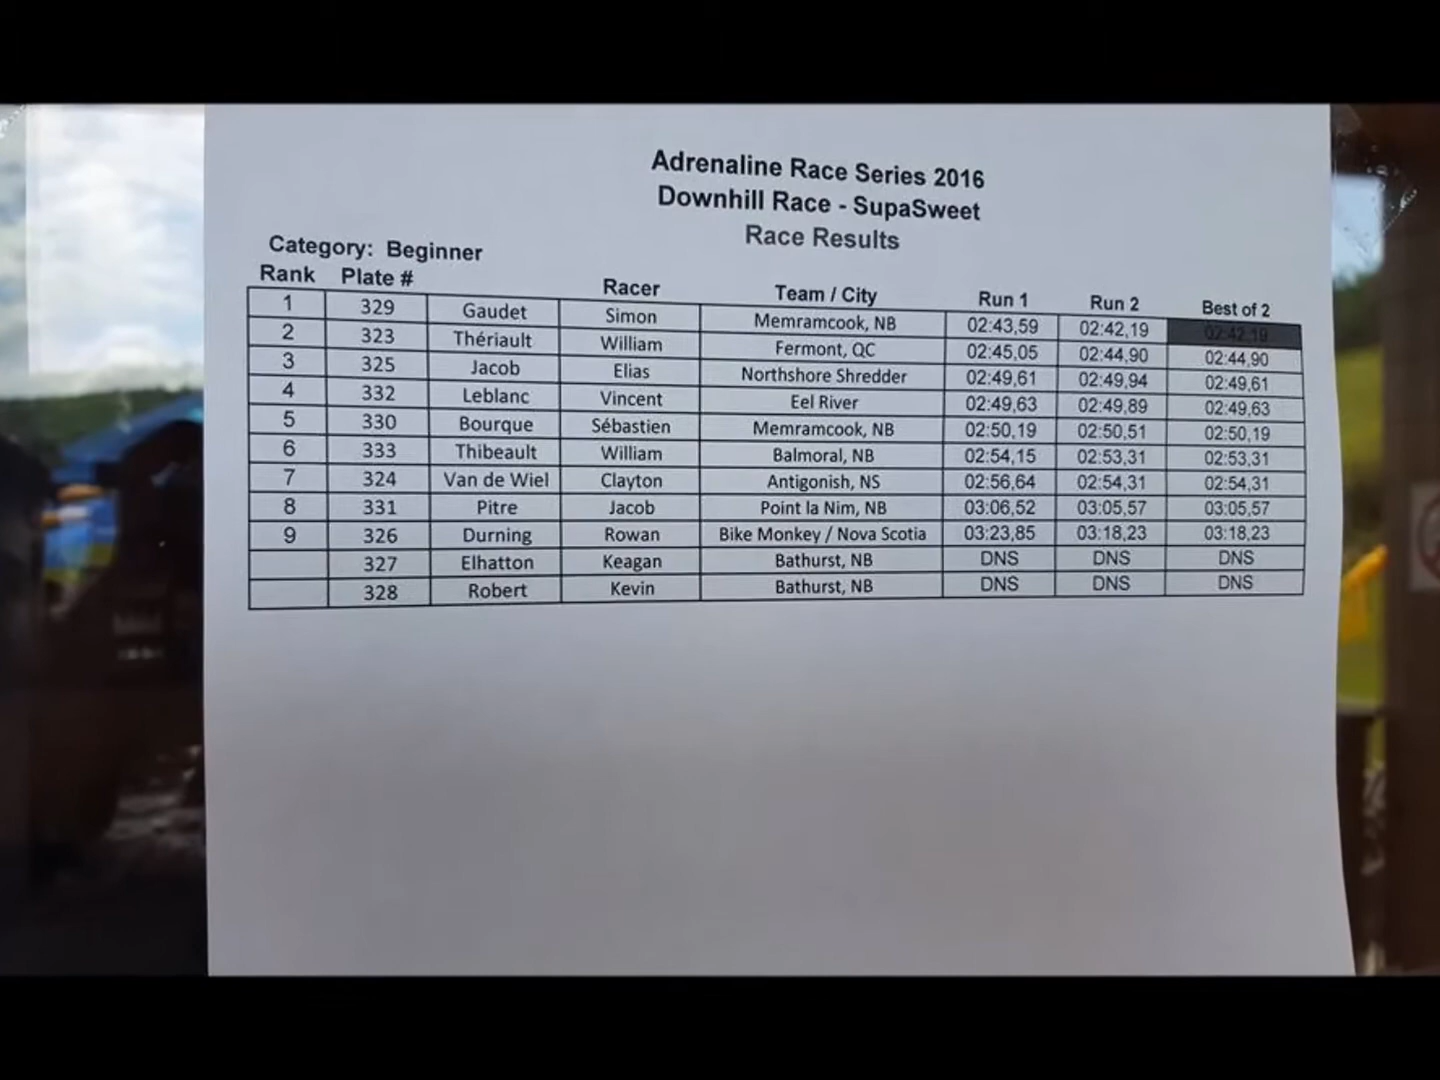 Adrenaline Race Series 2016
Downhill Race - SupaSweet
Race Results
Category: Beginner
Rank Plate # Racer Team / City Run 1 Run 2 Best of 2
1 329 Gaudet Simon Memramcook, NB 02:43,59 02:42,19 02:42,19
2 323 Thériault William Fermont, QC 02:45,05 02:44,90 02:44,90
3 325 Jacob Elias Northshore Shredder 02:49,61 02:49,94 02:49,61
4 332 Leblanc Vincent Eel River 02:49,63 02:49,89 02:49,63
5 330 Bourque Sébastien Memramcook, NB 02:50,19 02:50,51 02:50,19
6 333 Thibeault William Balmoral, NB 02:54,15 02:53,31 02:53,31
7 324 Van de Wiel Clayton Antigonish, NS 02:56,64 02:54,31 02:54,31
8 331 Pitre Jacob Point la Nim, NB 03:06,52 03:05,57 03:05,57
9 326 Durning Rowan Bike Monkey / Nova Scotia 03:23,85 03:18,23 03:18,23
327 Elhatton Keagan Bathurst, NB DNS DNS DNS
328 Robert Kevin Bathurst, NB DNS DNS DNS